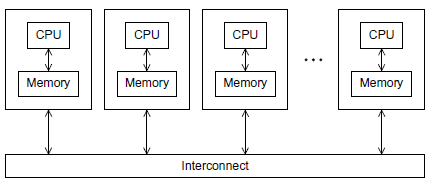 CPU CPU CPU CPU
...
Memory Memory Memory Memory
Interconnect